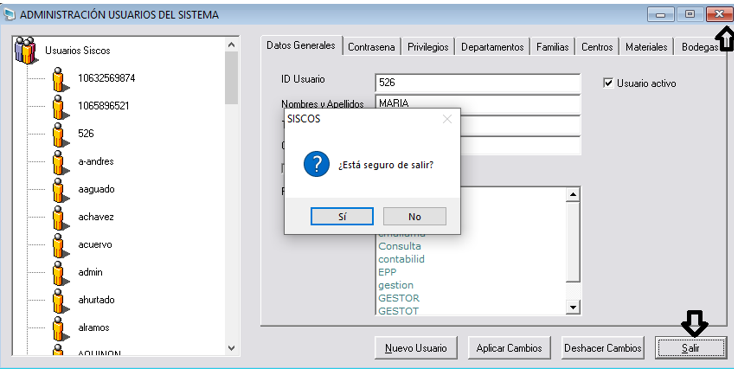 ADMINISTRACIÓN USUARIOS DEL SISTEMA
Usuarios Siscos
10632569874
1065896521
526
a-andres
aaguado
achavez
acuervo
admin
ahurtado
alramos
AQUINON
Datos Generales Contrasena Privilegios Departamentos Familias Centros Materiales Bodegas
ID Usuario 526 Usuario activo
Nombres y Apellidos MARIA
SISCOS
¿Está seguro de salir?
Sí No
Consulta
contabilid
EPP
gestion
GESTOR
GESTOT
Nuevo Usuario Aplicar Cambios Deshacer Cambios Salir